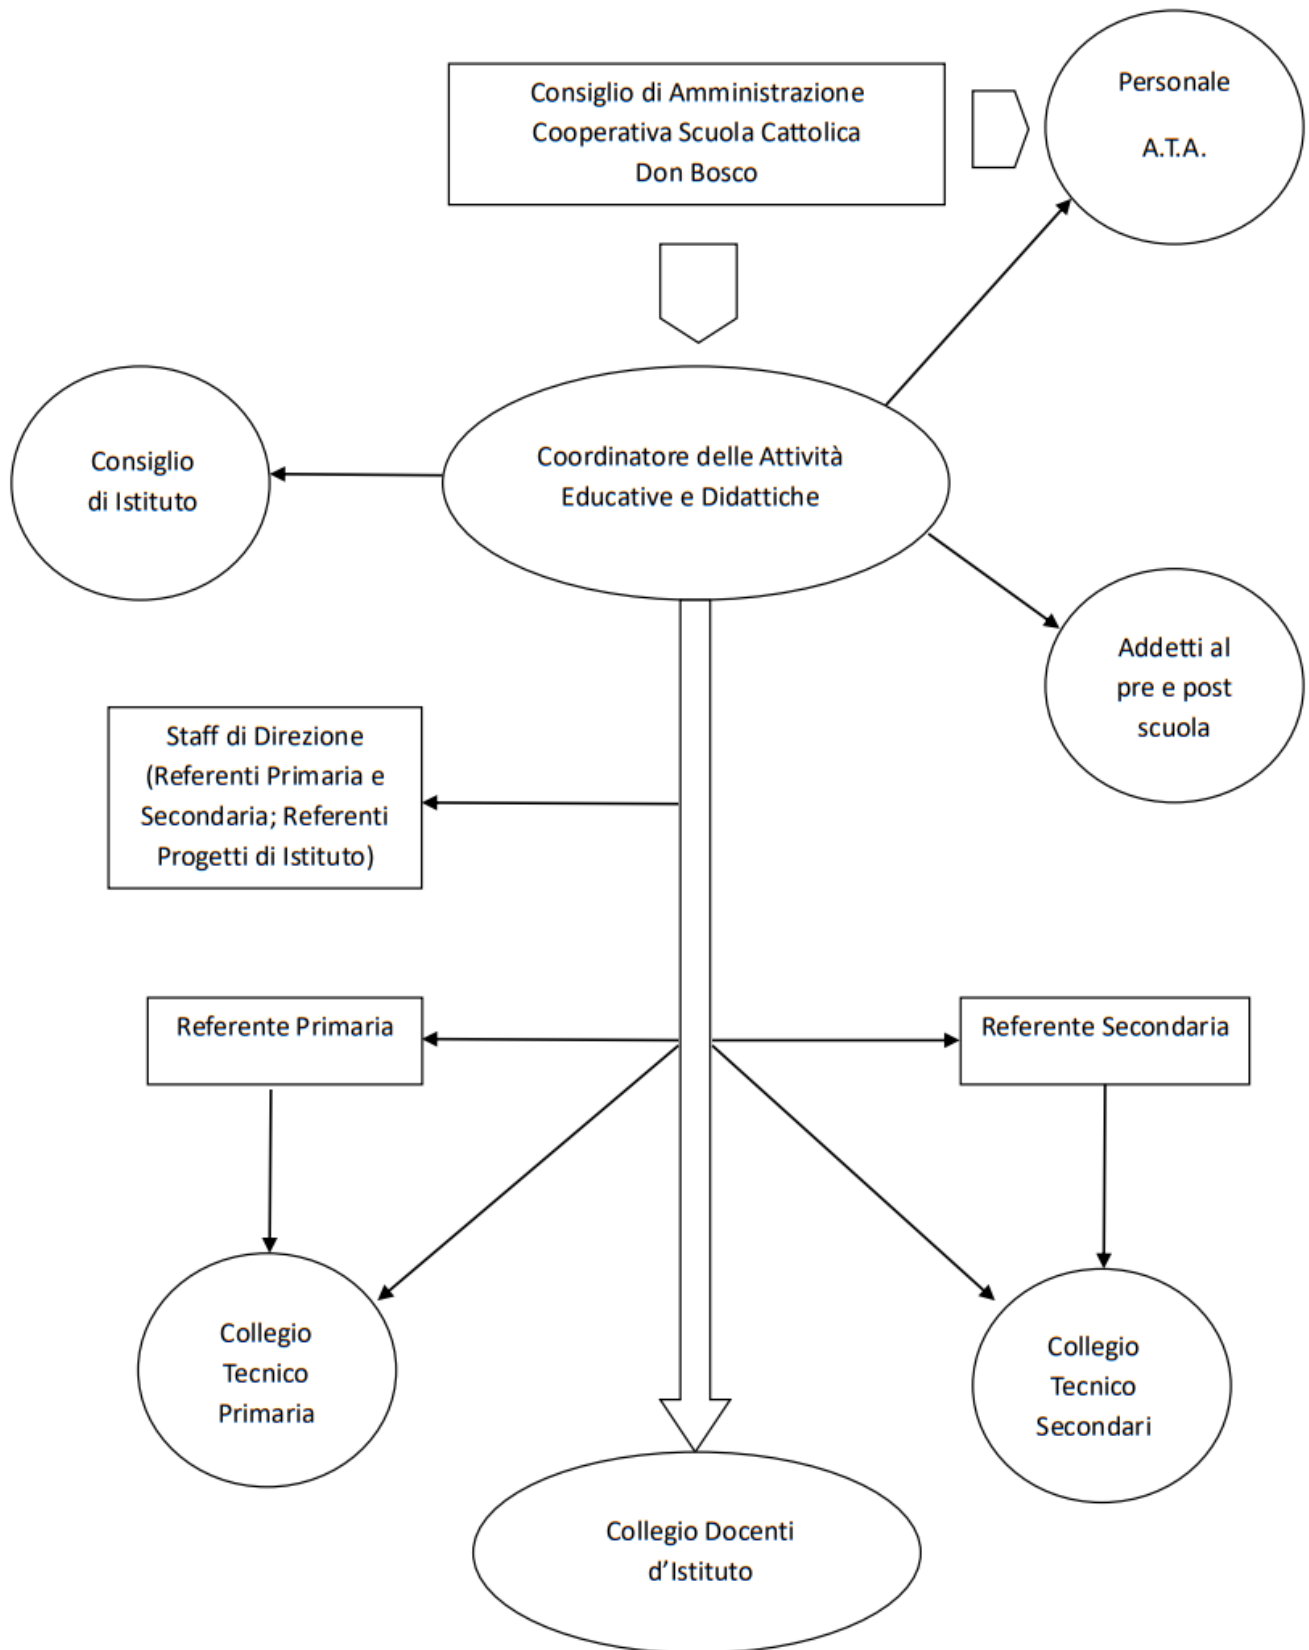 Consiglio di Amministrazione
Cooperativa Scuola Cattolica
Don Bosco
Personale
A.T.A.
Consiglio
di Istituto
Coordinatore delle Attività
Educative e Didattiche
Addetti al
pre e post
scuola
Staff di Direzione
(Referenti Primaria e
Secondaria; Referenti
Progetti di Istituto)
Referente Primaria
Referente Secondaria
Collegio
Tecnico
Primaria
Collegio
Tecnico
Secondari
Collegio Docenti
d’Istituto